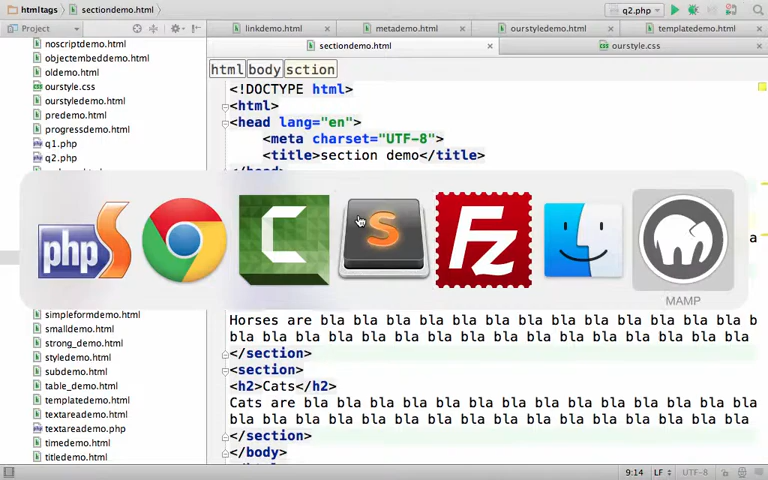 htmltags
sectiondemo.html
q2.php
Project
linkdemo.html
metademo.html
ourstyledemo.html
templatedemo.html
sectiondemo.html
ourstyle.css
html body sction
noscriptdemo.html
objectembeddemo.html
oldemo.html
ourstyle.css
ourstyledemo.html
predemo.html
progressdemo.html
q1.php
q2.php
<!DOCTYPE html>
<html>
<head lang="en">
<meta charset="UTF-8">
<title>section demo</title>
</head>
a
php S
C
S
Fz
MAMP
simpleformdemo.html
smalldemo.html
strong_demo.html
styledemo.html
subdemo.html
table_demo.html
templatedemo.html
textareademo.html
textareademo.php
timedemo.html
titledemo.html
Horses are bla bla bla bla bla bla bla bla bla bla bla b
bla bla bla bla bla bla bla bla bla bla bla bla bla
</section>
<section>
<h2>Cats</h2>
Cats are bla bla bla bla bla bla bla bla bla bla bla bla
bla bla bla bla bla bla bla bla bla bla bla bla bla
</section>
</body>
9:14 LF UTF-8